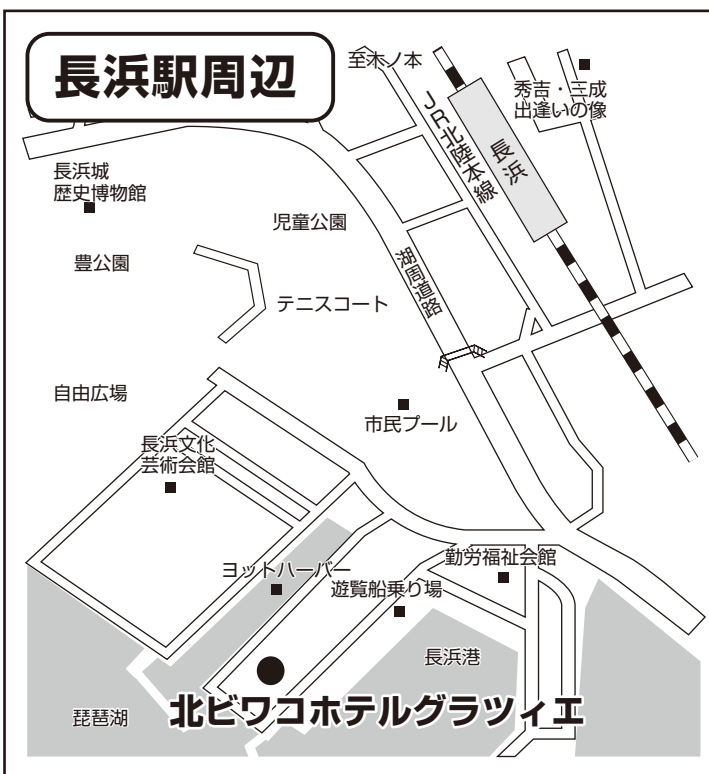 長浜駅周辺
至木ノ本
JR北陸本線
長浜
秀吉・三成
出逢いの像
長浜城
歴史博物館
児童公園
豊公園
湖周道路
テニスコート
自由広場
市民プール
長浜文化
芸術会館
ヨットハーバー
勤労福祉会館
遊覧船乗り場
長浜港
琵琶湖
北ビワコホテルグラツィエ